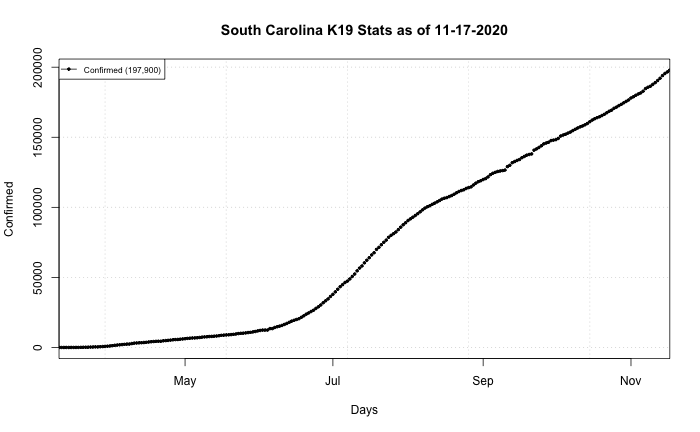 South Carolina K19 Stats as of 11-17-2020
Confirmed (197,900)
200000
150000
100000
50000
0
Confirmed
May Jul Sep Nov
Days